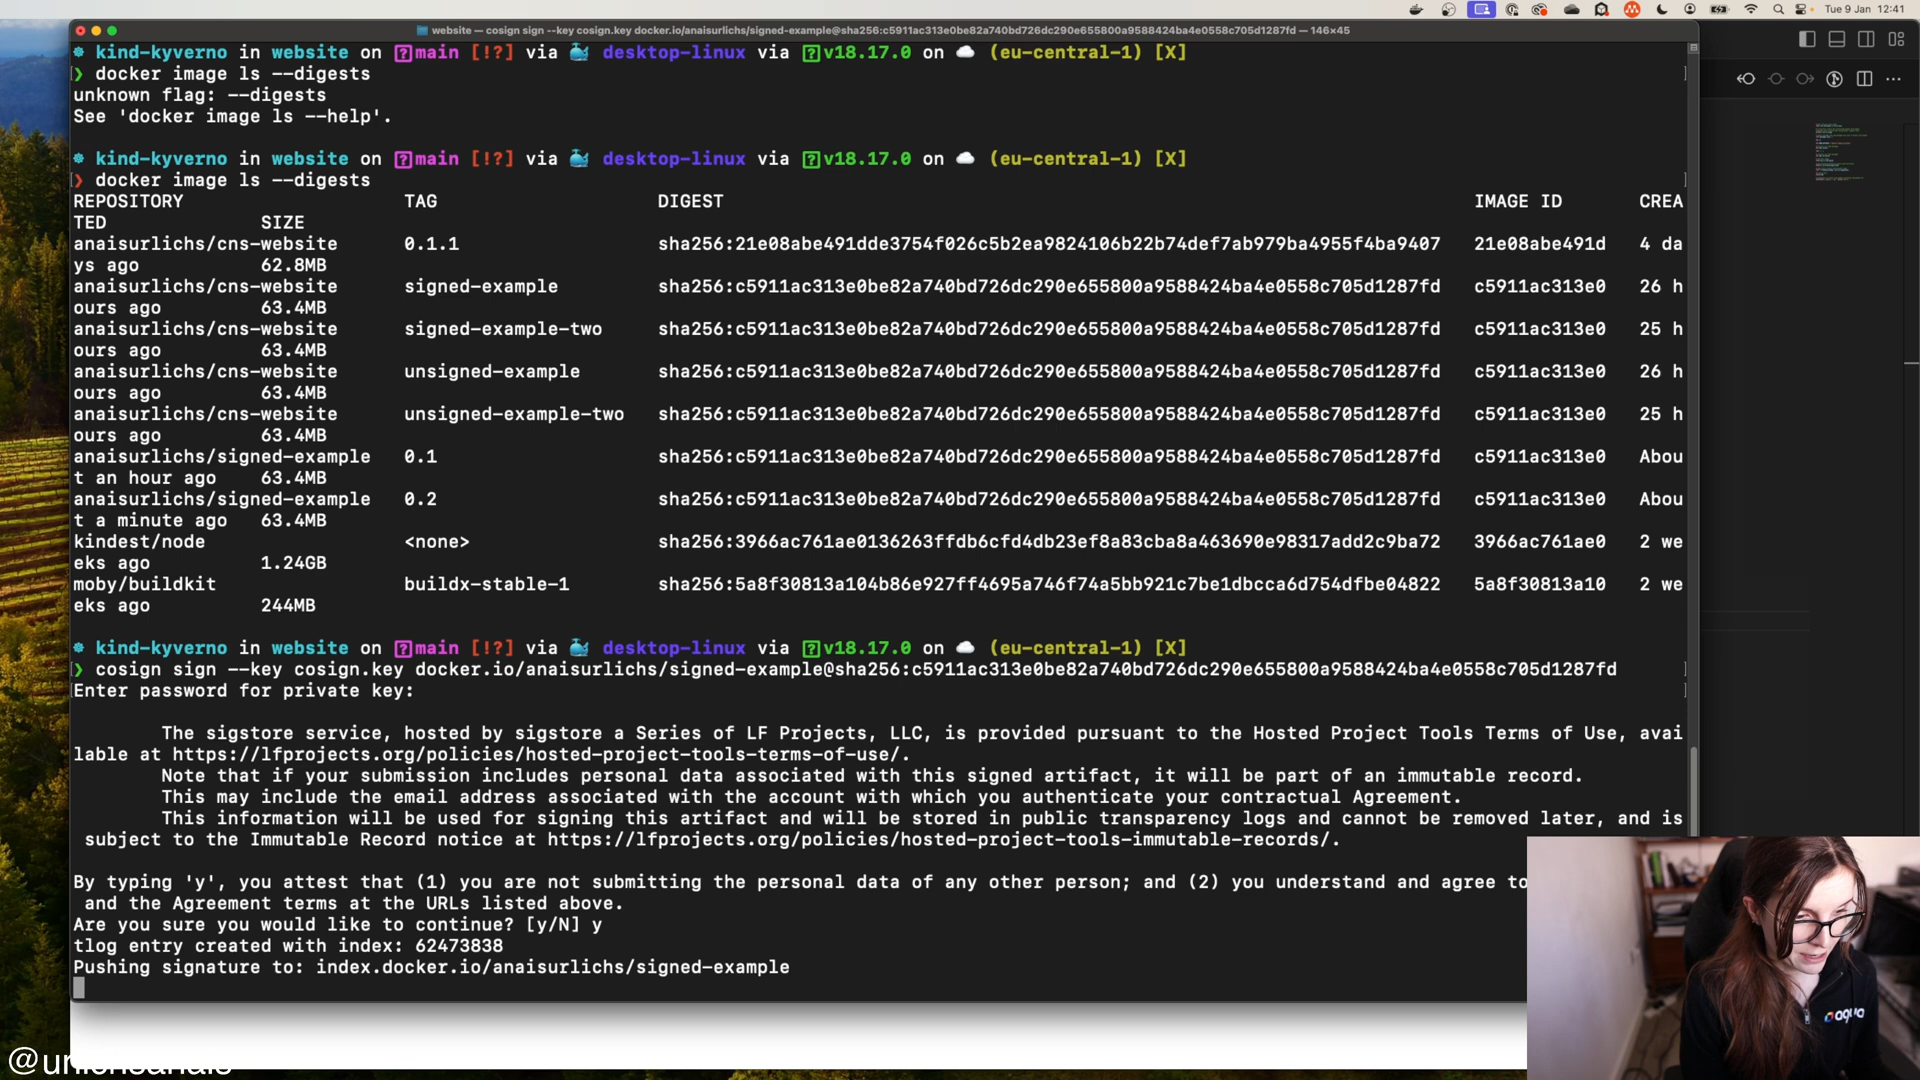 Tue 9 Jan 12:41
website — cosign sign --key cosign.key docker.io/anaisurlichs/signed-example@sha256:c5911ac313e0be82a740bd726dc290e655800a9588424ba4e0558c705d1287fd — 146×45
kind-kyverno in website on main [!?] via desktop-linux via v18.17.0 on (eu-central-1) [X]
❯ docker image ls --digests
unknown flag: --digests
See 'docker image ls --help'.
kind-kyverno in website on main [!?] via desktop-linux via v18.17.0 on (eu-central-1) [X]
❯ docker image ls --digests
REPOSITORY TAG DIGEST IMAGE ID CREA
TED SIZE
anaisurlichs/cns-website 0.1.1 sha256:21e08abe491dde3754f026c5b2ea9824106b22b74def7ab979ba4955f4ba9407 21e08abe491d 4 da
ys ago 62.8MB
anaisurlichs/cns-website signed-example sha256:c5911ac313e0be82a740bd726dc290e655800a9588424ba4e0558c705d1287fd c5911ac313e0 26 h
ours ago 63.4MB
anaisurlichs/cns-website signed-example-two sha256:c5911ac313e0be82a740bd726dc290e655800a9588424ba4e0558c705d1287fd c5911ac313e0 25 h
ours ago 63.4MB
anaisurlichs/cns-website unsigned-example sha256:c5911ac313e0be82a740bd726dc290e655800a9588424ba4e0558c705d1287fd c5911ac313e0 26 h
ours ago 63.4MB
anaisurlichs/cns-website unsigned-example-two sha256:c5911ac313e0be82a740bd726dc290e655800a9588424ba4e0558c705d1287fd c5911ac313e0 25 h
ours ago 63.4MB
anaisurlichs/signed-example 0.1 sha256:c5911ac313e0be82a740bd726dc290e655800a9588424ba4e0558c705d1287fd c5911ac313e0 Abou
t an hour ago 63.4MB
anaisurlichs/signed-example 0.2 sha256:c5911ac313e0be82a740bd726dc290e655800a9588424ba4e0558c705d1287fd c5911ac313e0 Abou
t a minute ago 63.4MB
kindest/node <none> sha256:3966ac761ae0136263ffdb6cfd4db23ef8a83cba8a463690e98317add2c9ba72 3966ac761ae0 2 we
eks ago 1.24GB
moby/buildkit buildx-stable-1 sha256:5a8f30813a104b86e927ff4695a746f74a5bb921c7be1dbcca6d754dfbe04822 5a8f30813a10 2 we
eks ago 244MB
kind-kyverno in website on main [!?] via desktop-linux via v18.17.0 on (eu-central-1) [X]
❯ cosign sign --key cosign.key docker.io/anaisurlichs/signed-example@sha256:c5911ac313e0be82a740bd726dc290e655800a9588424ba4e0558c705d1287fd
Enter password for private key:
The sigstore service, hosted by sigstore a Series of LF Projects, LLC, is provided pursuant to the Hosted Project Tools Terms of Use, avai
lable at https://lfprojects.org/policies/hosted-project-tools-terms-of-use/.
Note that if your submission includes personal data associated with this signed artifact, it will be part of an immutable record.
This may include the email address associated with the account with which you authenticate your contractual Agreement.
This information will be used for signing this artifact and will be stored in public transparency logs and cannot be removed later, and is
subject to the Immutable Record notice at https://lfprojects.org/policies/hosted-project-tools-immutable-records/.
By typing 'y', you attest that (1) you are not submitting the personal data of any other person; and (2) you understand and agree to
and the Agreement terms at the URLs listed above.
Are you sure you would like to continue? [y/N] y
tlog entry created with index: 62473838
Pushing signature to: index.docker.io/anaisurlichs/signed-example
aqua